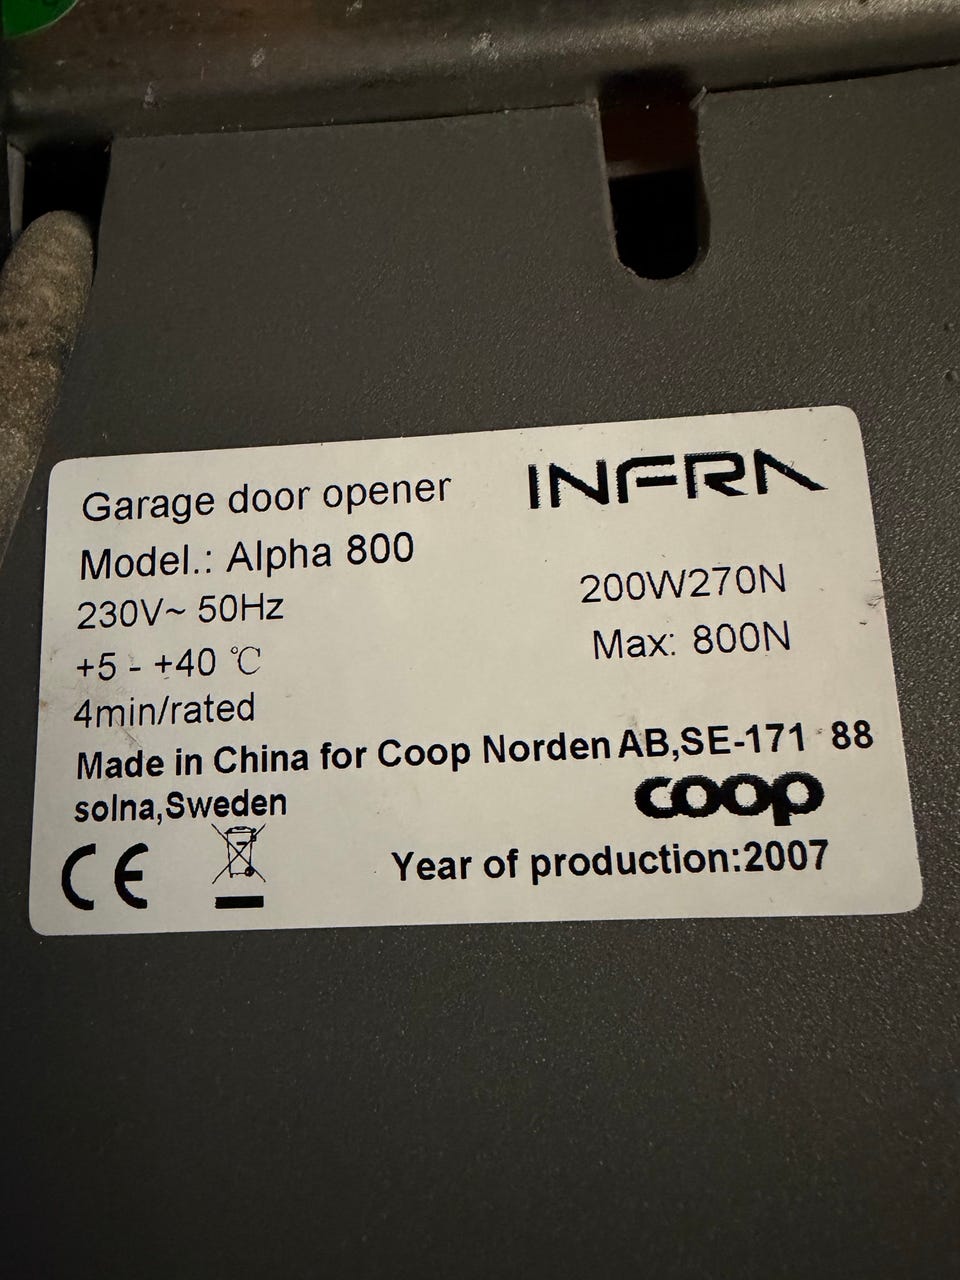 Garage door opener INFRA
Model.: Alpha 800
230V~ 50Hz 200W270N
+5 - +40 ℃ Max: 800N
4min/rated
Made in China for Coop Norden AB,SE-171 88
solna,Sweden coop
CE Year of production:2007